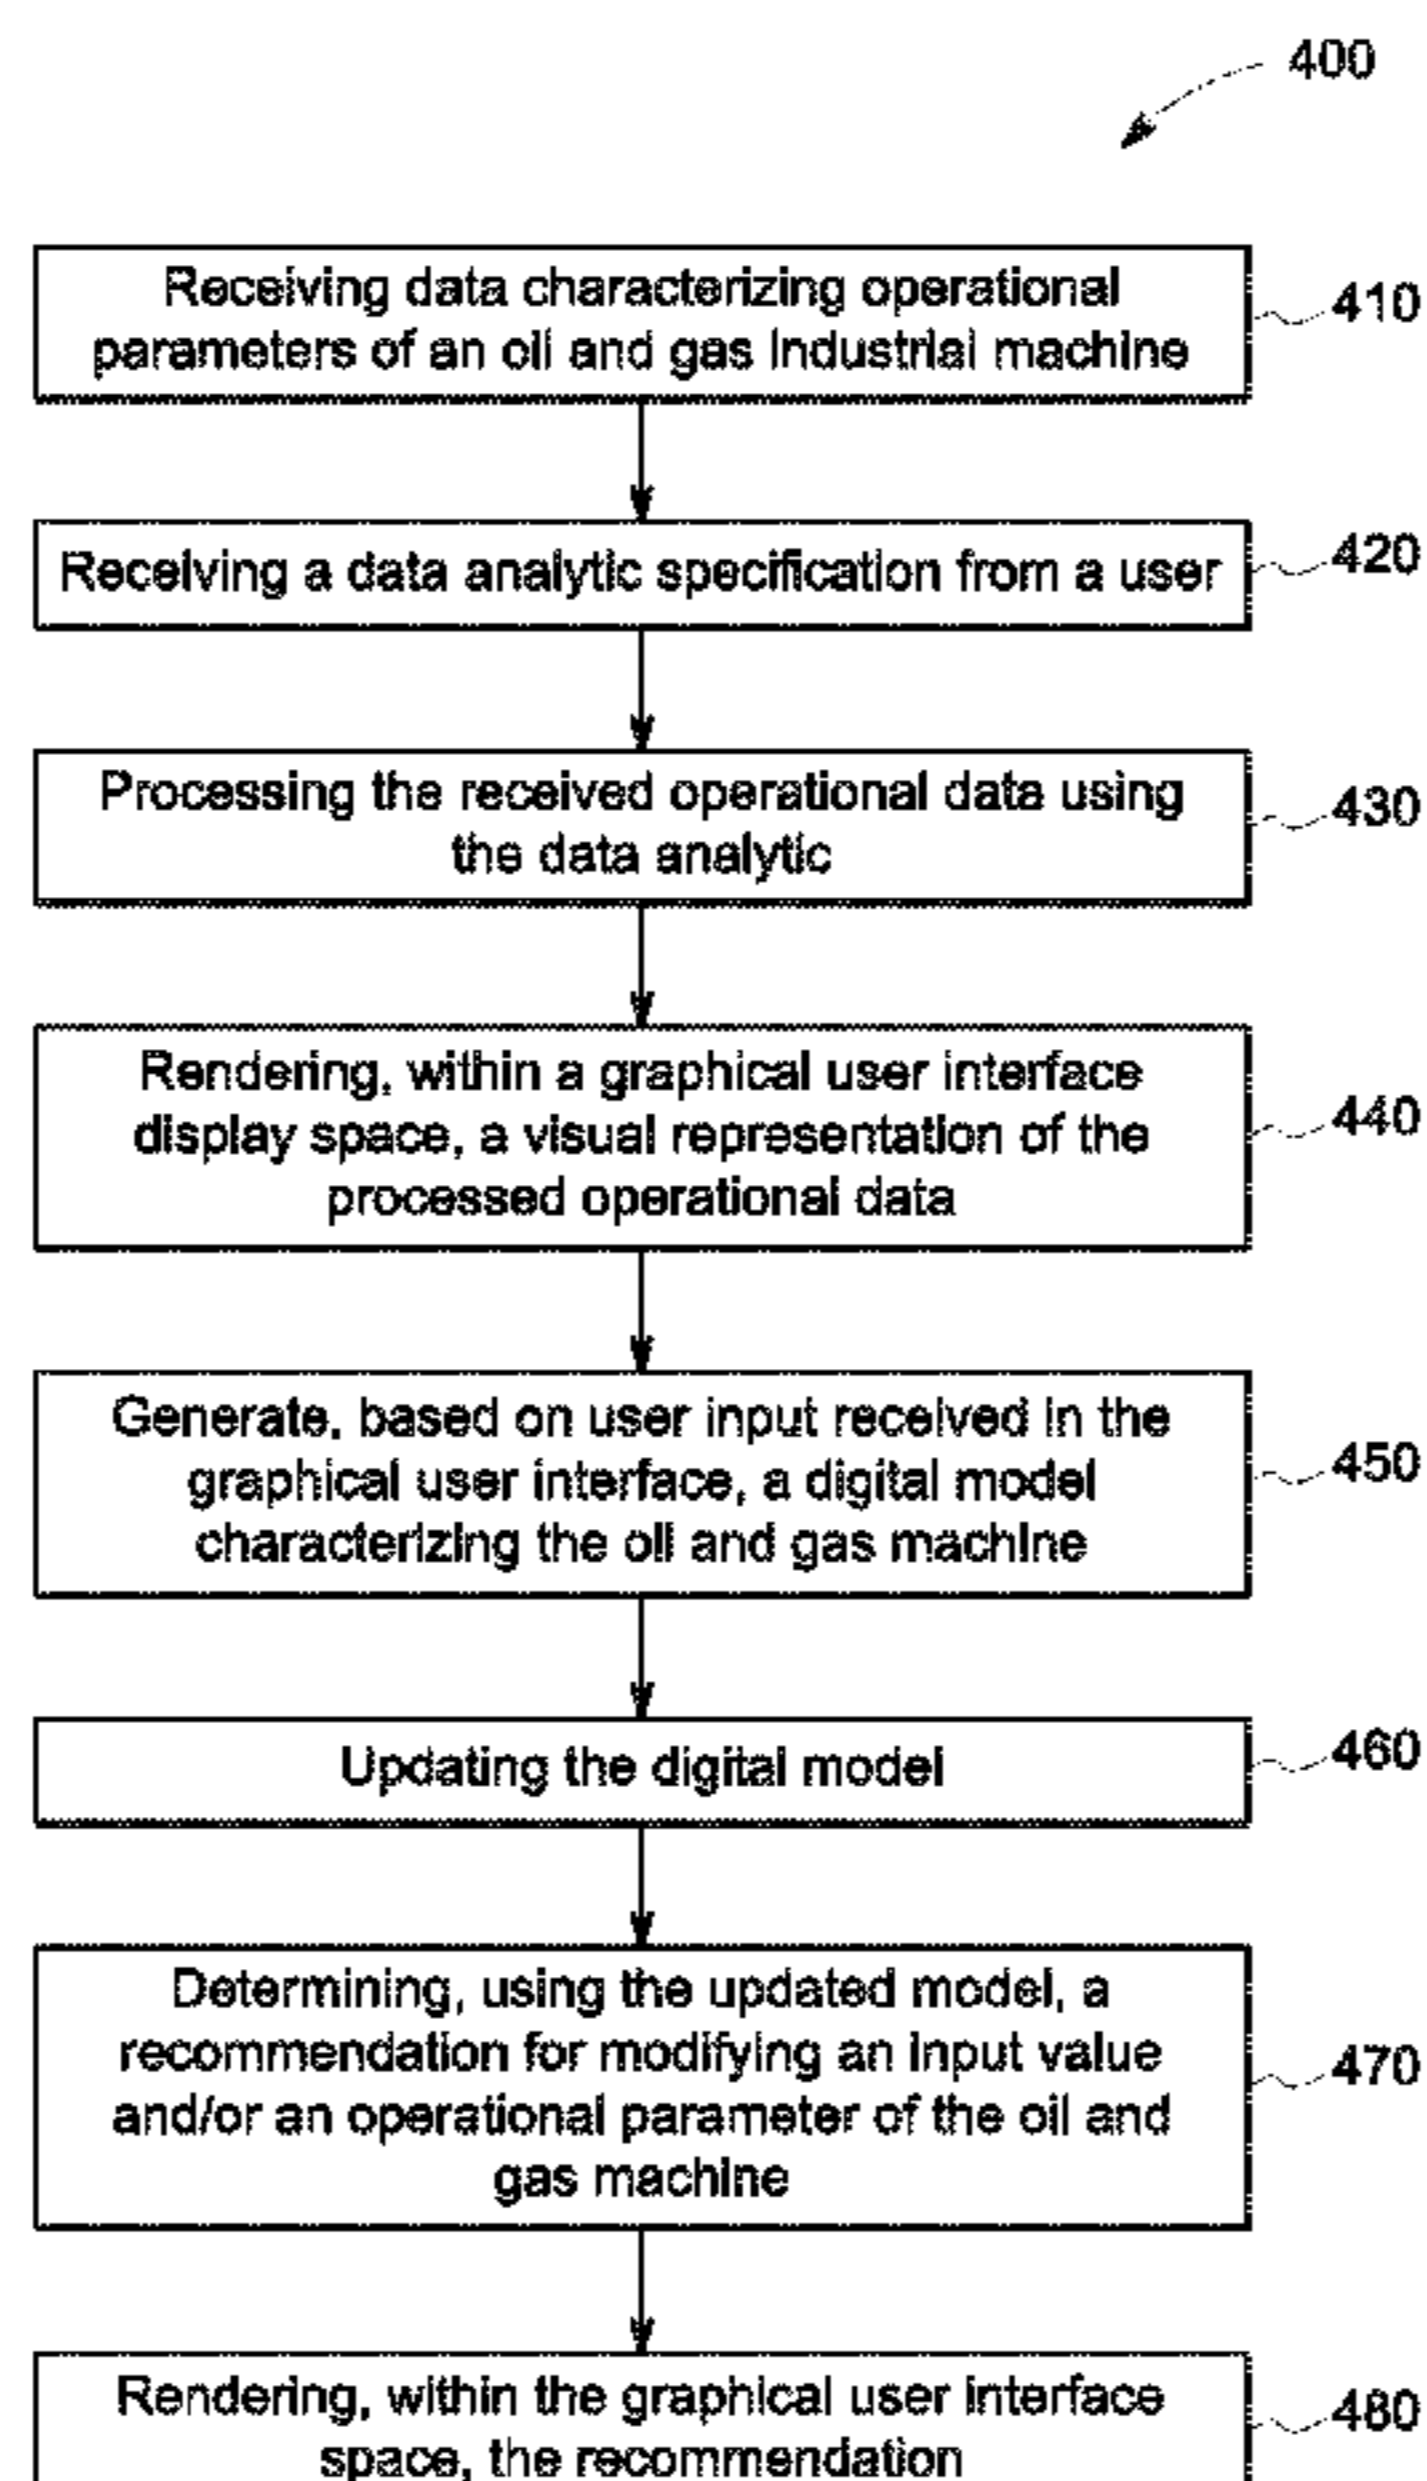 400
Receiving data characterizing operational
parameters of an oil and gas industrial machine
410
Receiving a data analytic specification from a user
420
Processing the received operational data using
the data analytic
430
Rendering, within a graphical user interface
display space, a visual representation of the
processed operational data
440
Generate, based on user input received in the
graphical user interface, a digital model
characterizing the oil and gas machine
450
Updating the digital model
460
Determining, using the updated model, a
recommendation for modifying an input value
and/or an operational parameter of the oil and
gas machine
470
Rendering, within the graphical user interface
space, the recommendation
480